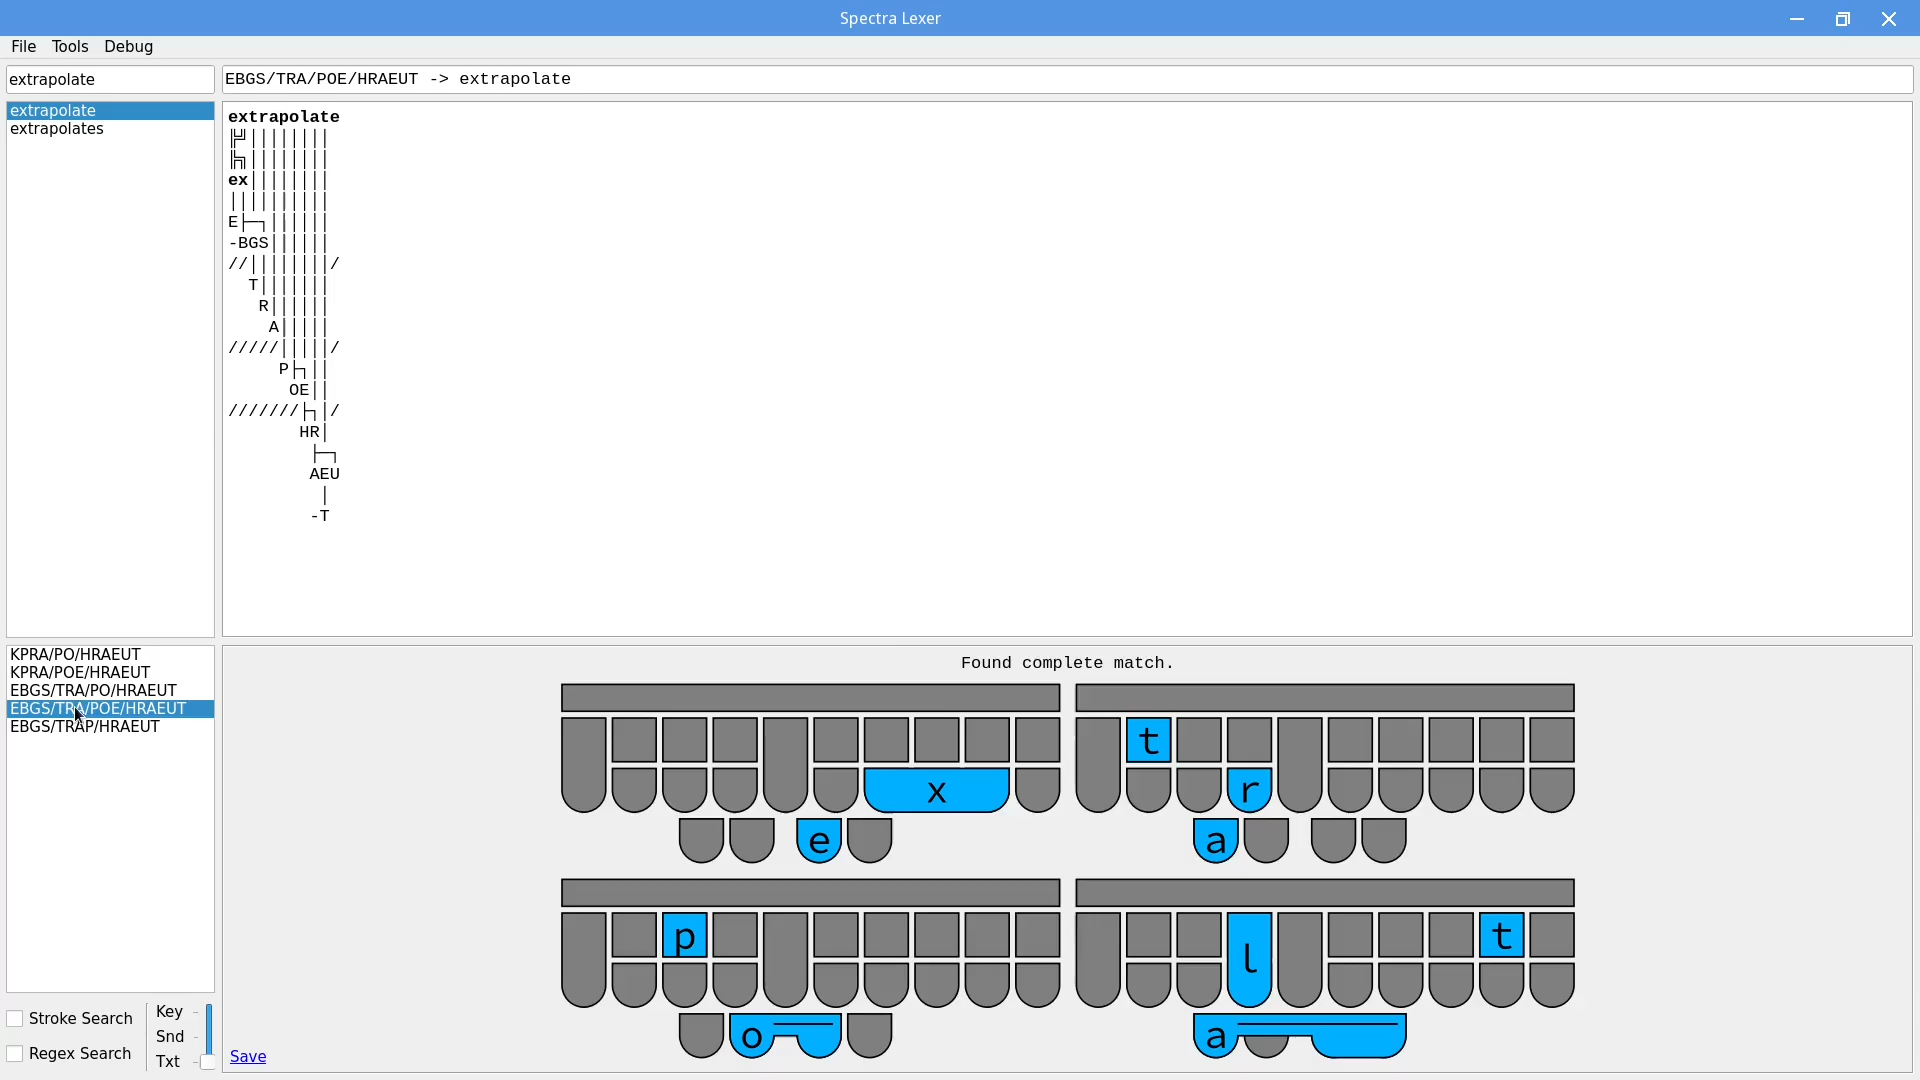 Spectra Lexer
File Tools Debug
extrapolate
EBGS/TRA/POE/HRAEUT -> extrapolate
extrapolate
extrapolates
extrapolate
╠╝││││││││
╠╗││││││││
ex││││││││
││││││││││
E├─┐││││││
-BGS││││││
//││││││││/
  T│││││││
   R││││││
    A│││││
/////│││││/
     P├┐││
      OE││
///////├┐│/
       HR│
        ├─┐
        AEU
         │
        -T
KPRA/PO/HRAEUT
KPRA/POE/HRAEUT
EBGS/TRA/PO/HRAEUT
EBGS/TRA/POE/HRAEUT
EBGS/TRAP/HRAEUT
Stroke Search
Regex Search
Key
Snd
Txt
Found complete match.
x
e
t
r
a
p
o
l
t
a
Save